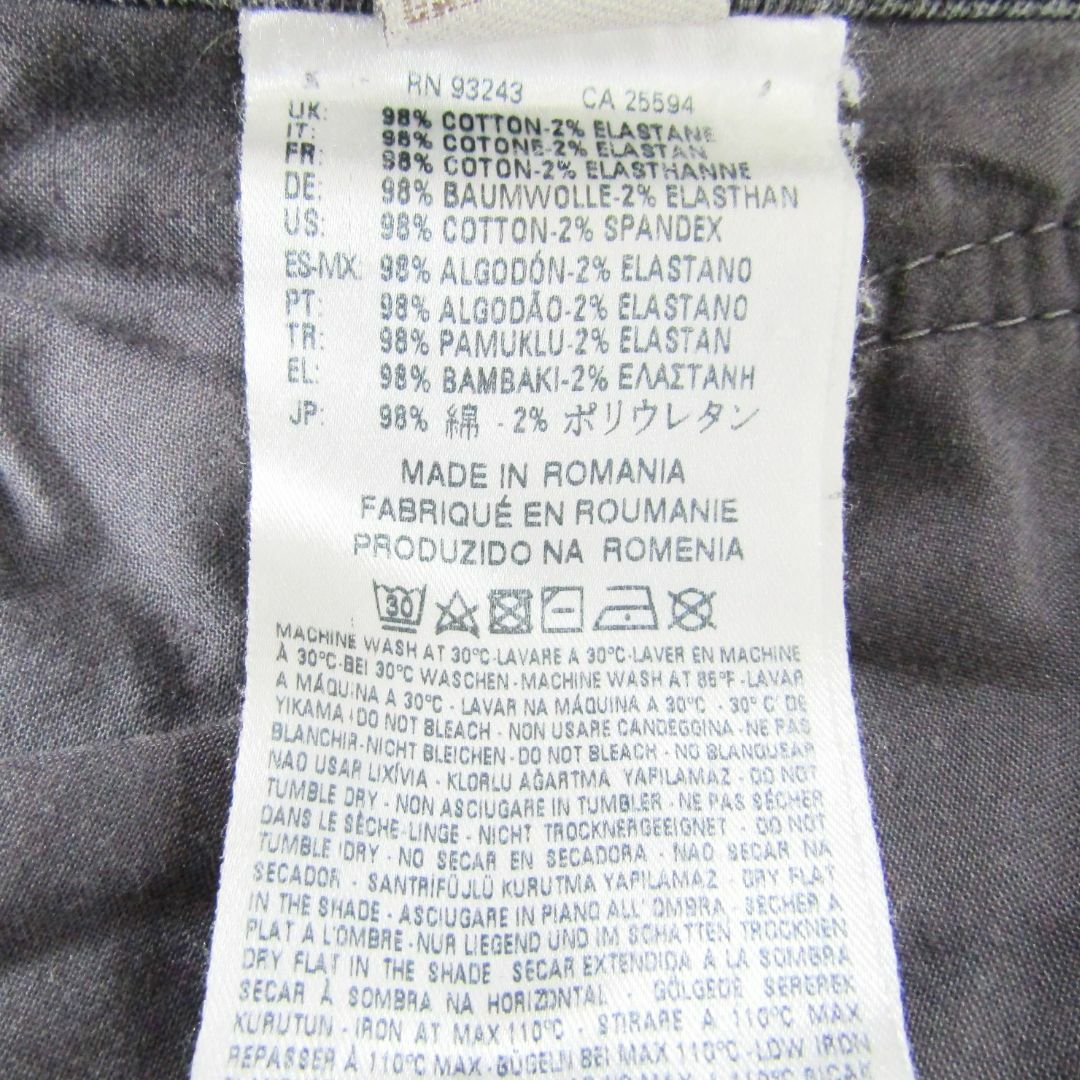 RN 93243 CA 25594
UK: 98% COTTON-2% ELASTANE
IT: 98% COTONE-2% ELASTAN
FR: 98% COTON-2% ELASTHANNE
DE: 98% BAUMWOLLE-2% ELASTHAN
US: 98% COTTON-2% SPANDEX
ES-MX: 98% ALGODÓN-2% ELASTANO
PT: 98% ALGODÃO-2% ELASTANO
TR: 98% PAMUKLU-2% ELASTAN
EL: 98% BAMBAKI-2% ΕΛΑΣΤΑΝΗ
JP: 98% 綿 - 2% ポリウレタン
MADE IN ROMANIA
FABRIQUÉ EN ROUMANIE
PRODUZIDO NA ROMENIA
30
MACHINE WASH AT 30°C-LAVARE A 30°C-LAVER EN MACHINE
À 30°C-BEI 30°C WASCHEN-MACHINE WASH AT 86°F-LAVAR
A MÁQUINA A 30°C - LAVAR NA MÁQUINA A 30°C - 30°C'DE
YIKAMA DO NOT BLEACH - NON USARE CANDEGGINA -NE PAS
BLANCHIR-NICHT BLEICHEN-DO NOT BLEACH - NO BLANQUEAR
NAO USAR LIXÍVIA - KLORLU AĞARTMA YAPILAMAZ - DO NOT
TUMBLE DRY - NON ASCIUGARE IN TUMBLER - NE PAS SÉCHER
DANS LE SÈCHE-LINGE - NICHT TROCKNERGEEIGNET - DO NOT
TUMBLE DRY - NO SECAR EN SECADORA - NAO SECAR NA
SECADOR - SANTRIFÜJLÜ KURUTMA YAPILAMAZ - DRY FLAT
IN THE SHADE - ASCIUGARE IN PIANO ALL'OMBRA - SECHER A
PLAT A L'OMBRE-NUR LIEGEND UND IM SCHATTEN TROCKNEN
DRY FLAT IN THE SHADE SECAR EXTENDIDA A LA SOMBRA
SECAR À SOMBRA NA HORIZONTAL - GÖLGEDE SEREREK
KURUTUN - IRON AT MAX 110°C - STIRARE A 110°C MAX
REPASSER À 110°C MAX - BÜGELN BEI MAX 110°C-LOW IRON